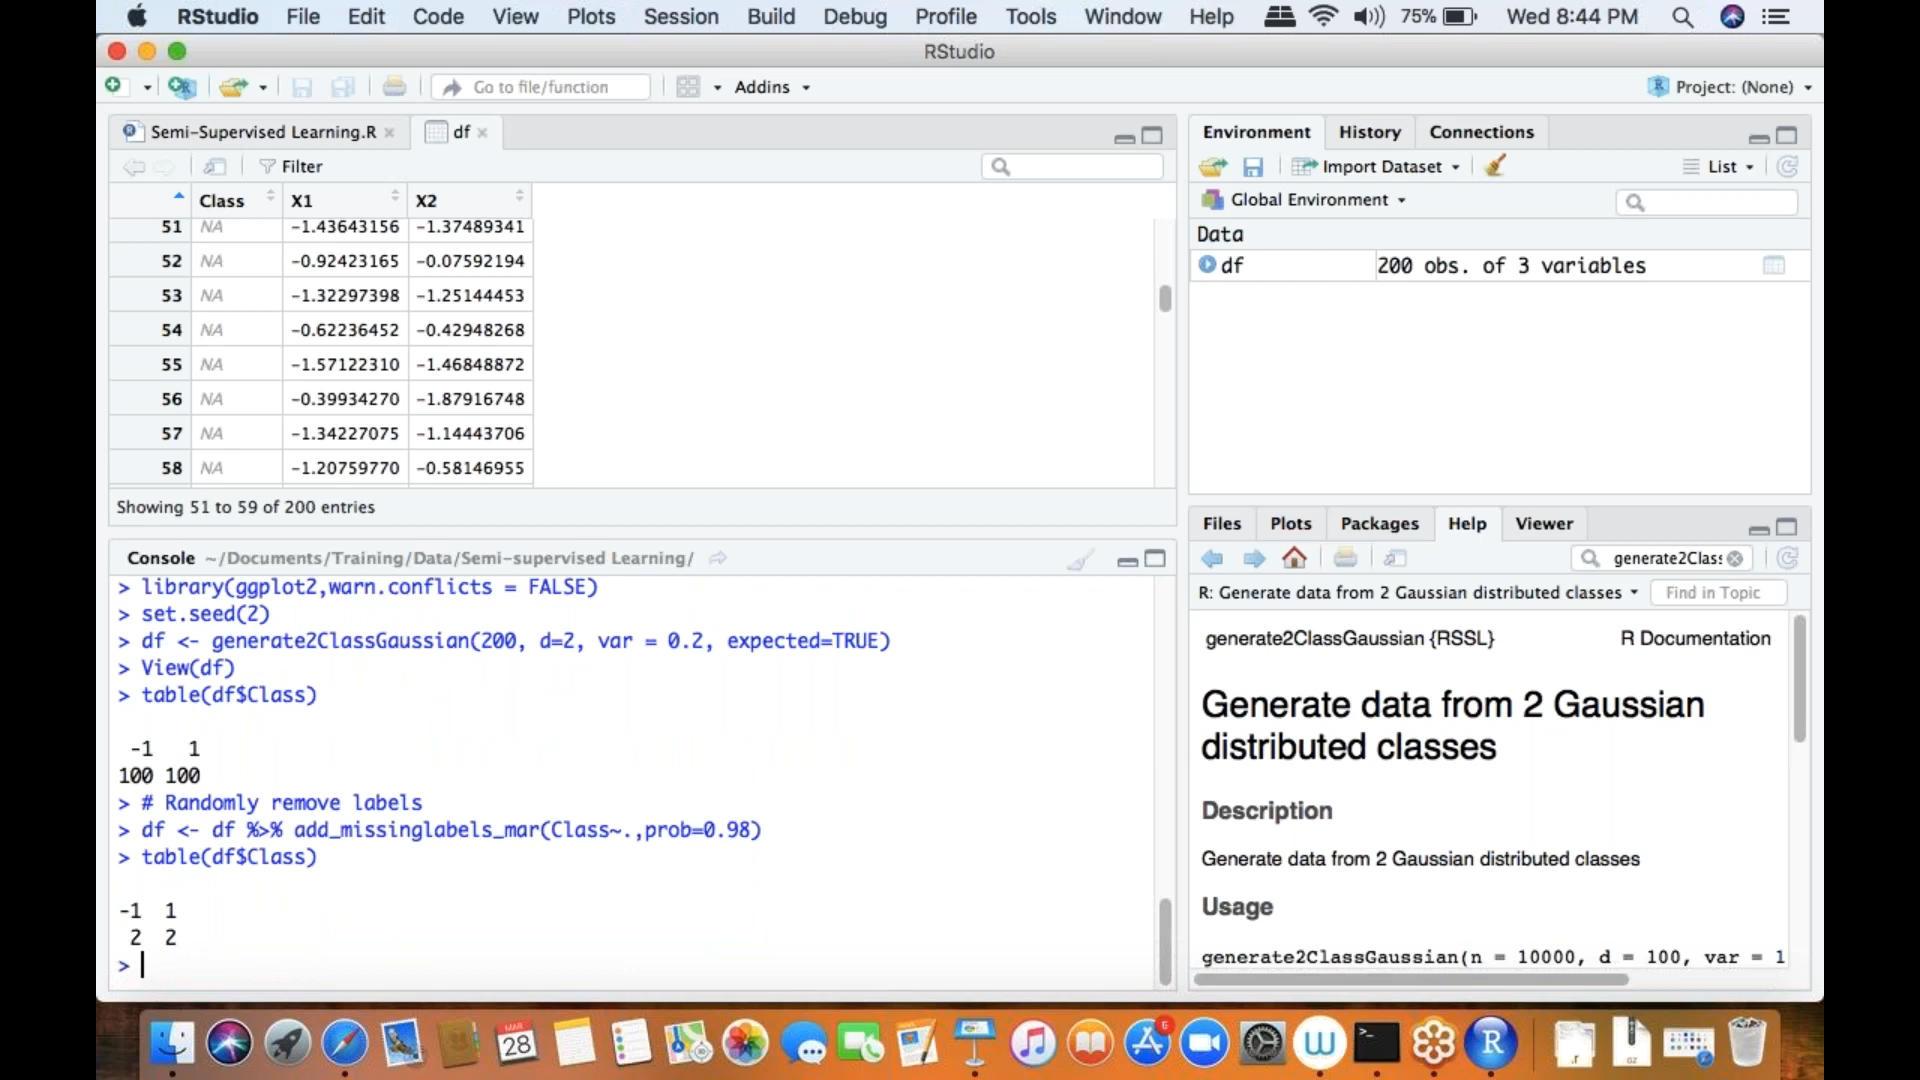 RStudio File Edit Code View Plots Session Build Debug Profile Tools Window Help 75% Wed 8:44 PM
RStudio
Go to file/function Addins Project: (None)
Semi-Supervised Learning.R df
Filter
Class X1 X2
51 NA -1.43643156 -1.37489341
52 NA -0.92423165 -0.07592194
53 NA -1.32297398 -1.25144453
54 NA -0.62236452 -0.42948268
55 NA -1.57122310 -1.46848872
56 NA -0.39934270 -1.87916748
57 NA -1.34227075 -1.14443706
58 NA -1.20759770 -0.58146955
Showing 51 to 59 of 200 entries
Console ~/Documents/Training/Data/Semi-supervised Learning/
> library(ggplot2,warn.conflicts = FALSE)
> set.seed(2)
> df <- generate2ClassGaussian(200, d=2, var = 0.2, expected=TRUE)
> View(df)
> table(df$Class)
-1 1
100 100
> # Randomly remove labels
> df <- df %>% add_missinglabels_mar(Class~.,prob=0.98)
> table(df$Class)
-1 1
2 2
>
Environment History Connections
Import Dataset List
Global Environment
Data
df 200 obs. of 3 variables
Files Plots Packages Help Viewer
generate2Class
R: Generate data from 2 Gaussian distributed classes Find in Topic
generate2ClassGaussian {RSSL} R Documentation
Generate data from 2 Gaussian
distributed classes
Description
Generate data from 2 Gaussian distributed classes
Usage
generate2ClassGaussian(n = 10000, d = 100, var = 1
MAR
28
6
>_
R
.r
GZ